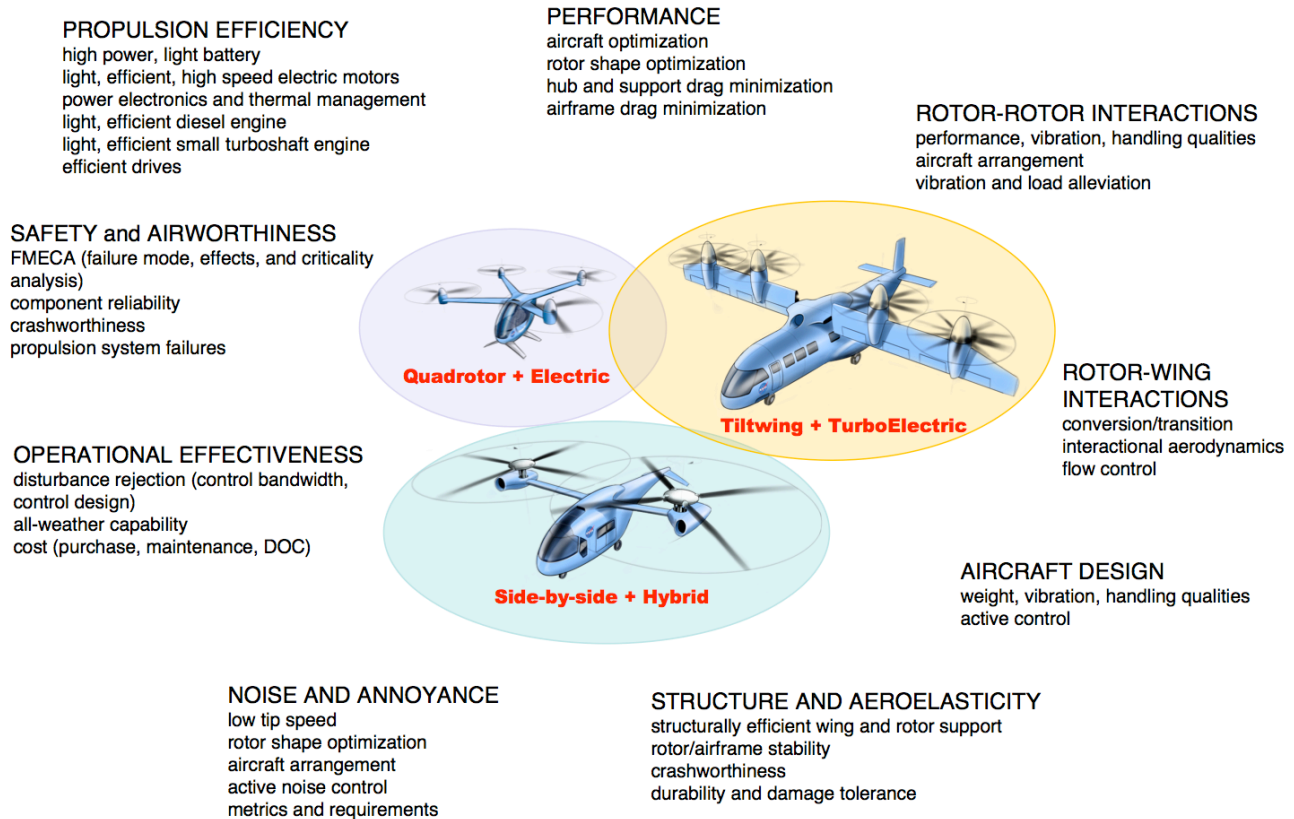 PROPULSION EFFICIENCY
high power, light battery
light, efficient, high speed electric motors
power electronics and thermal management
light, efficient diesel engine
light, efficient small turboshaft engine
efficient drives
PERFORMANCE
aircraft optimization
rotor shape optimization
hub and support drag minimization
airframe drag minimization
ROTOR-ROTOR INTERACTIONS
performance, vibration, handling qualities
aircraft arrangement
vibration and load alleviation
SAFETY and AIRWORTHINESS
FMECA (failure mode, effects, and criticality
analysis)
component reliability
crashworthiness
propulsion system failures
Quadrotor + Electric
Tiltwing + TurboElectric
ROTOR-WING
INTERACTIONS
conversion/transition
interactional aerodynamics
flow control
OPERATIONAL EFFECTIVENESS
disturbance rejection (control bandwidth,
control design)
all-weather capability
cost (purchase, maintenance, DOC)
Side-by-side + Hybrid
AIRCRAFT DESIGN
weight, vibration, handling qualities
active control
NOISE AND ANNOYANCE
low tip speed
rotor shape optimization
aircraft arrangement
active noise control
metrics and requirements
STRUCTURE AND AEROELASTICITY
structurally efficient wing and rotor support
rotor/airframe stability
crashworthiness
durability and damage tolerance